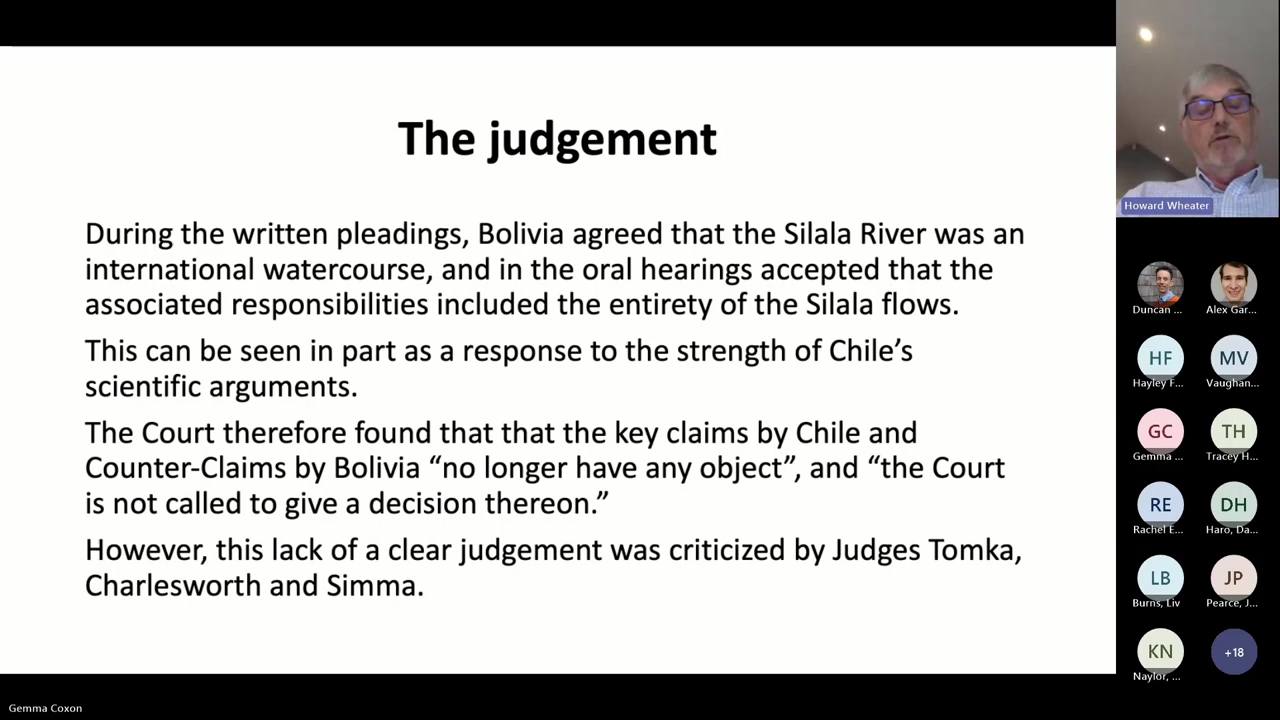 The judgement
During the written pleadings, Bolivia agreed that the Silala River was an
international watercourse, and in the oral hearings accepted that the
associated responsibilities included the entirety of the Silala flows.
This can be seen in part as a response to the strength of Chile’s
scientific arguments.
The Court therefore found that that the key claims by Chile and
Counter-Claims by Bolivia “no longer have any object”, and “the Court
is not called to give a decision thereon.”
However, this lack of a clear judgement was criticized by Judges Tomka,
Charlesworth and Simma.
Howard Wheater
Duncan ...
Alex Gar...
HF
MV
Hayley F...
Vaughan...
GC
TH
Gemma ...
Tracey H...
RE
DH
Rachel E...
Haro, Da...
LB
JP
Burns, Liv
Pearce, J...
KN
+18
Naylor, ...
Gemma Coxon